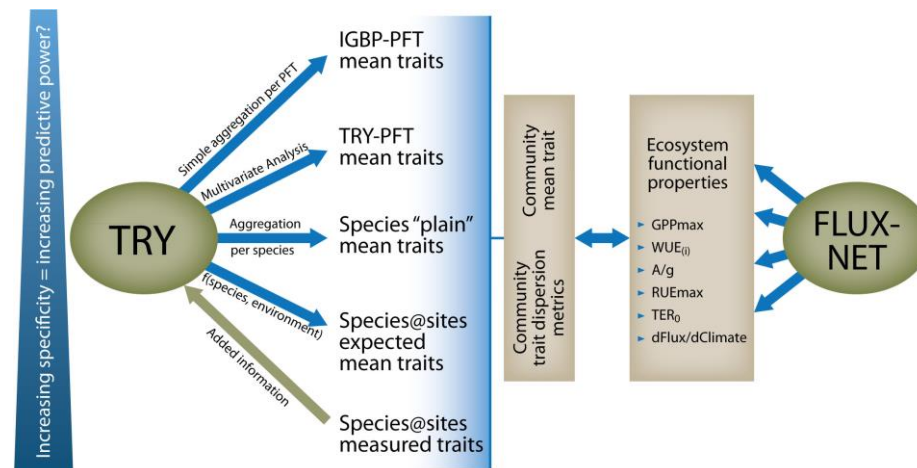 Increasing specificity = increasing predictive power?
TRY
Simple aggregation per PFT
Multivariate Analysis
Aggregation
per species
f(species, environment)
Added information
IGBP-PFT
mean traits
TRY-PFT
mean traits
Species “plain”
mean traits
Species@sites
expected
mean traits
Species@sites
measured traits
Community
mean trait
Community
trait dispersion
metrics
Ecosystem
functional
properties
► GPPmax
► WUE(i)
► A/g
► RUEmax
► TER0
► dFlux/dClimate
FLUX-
NET